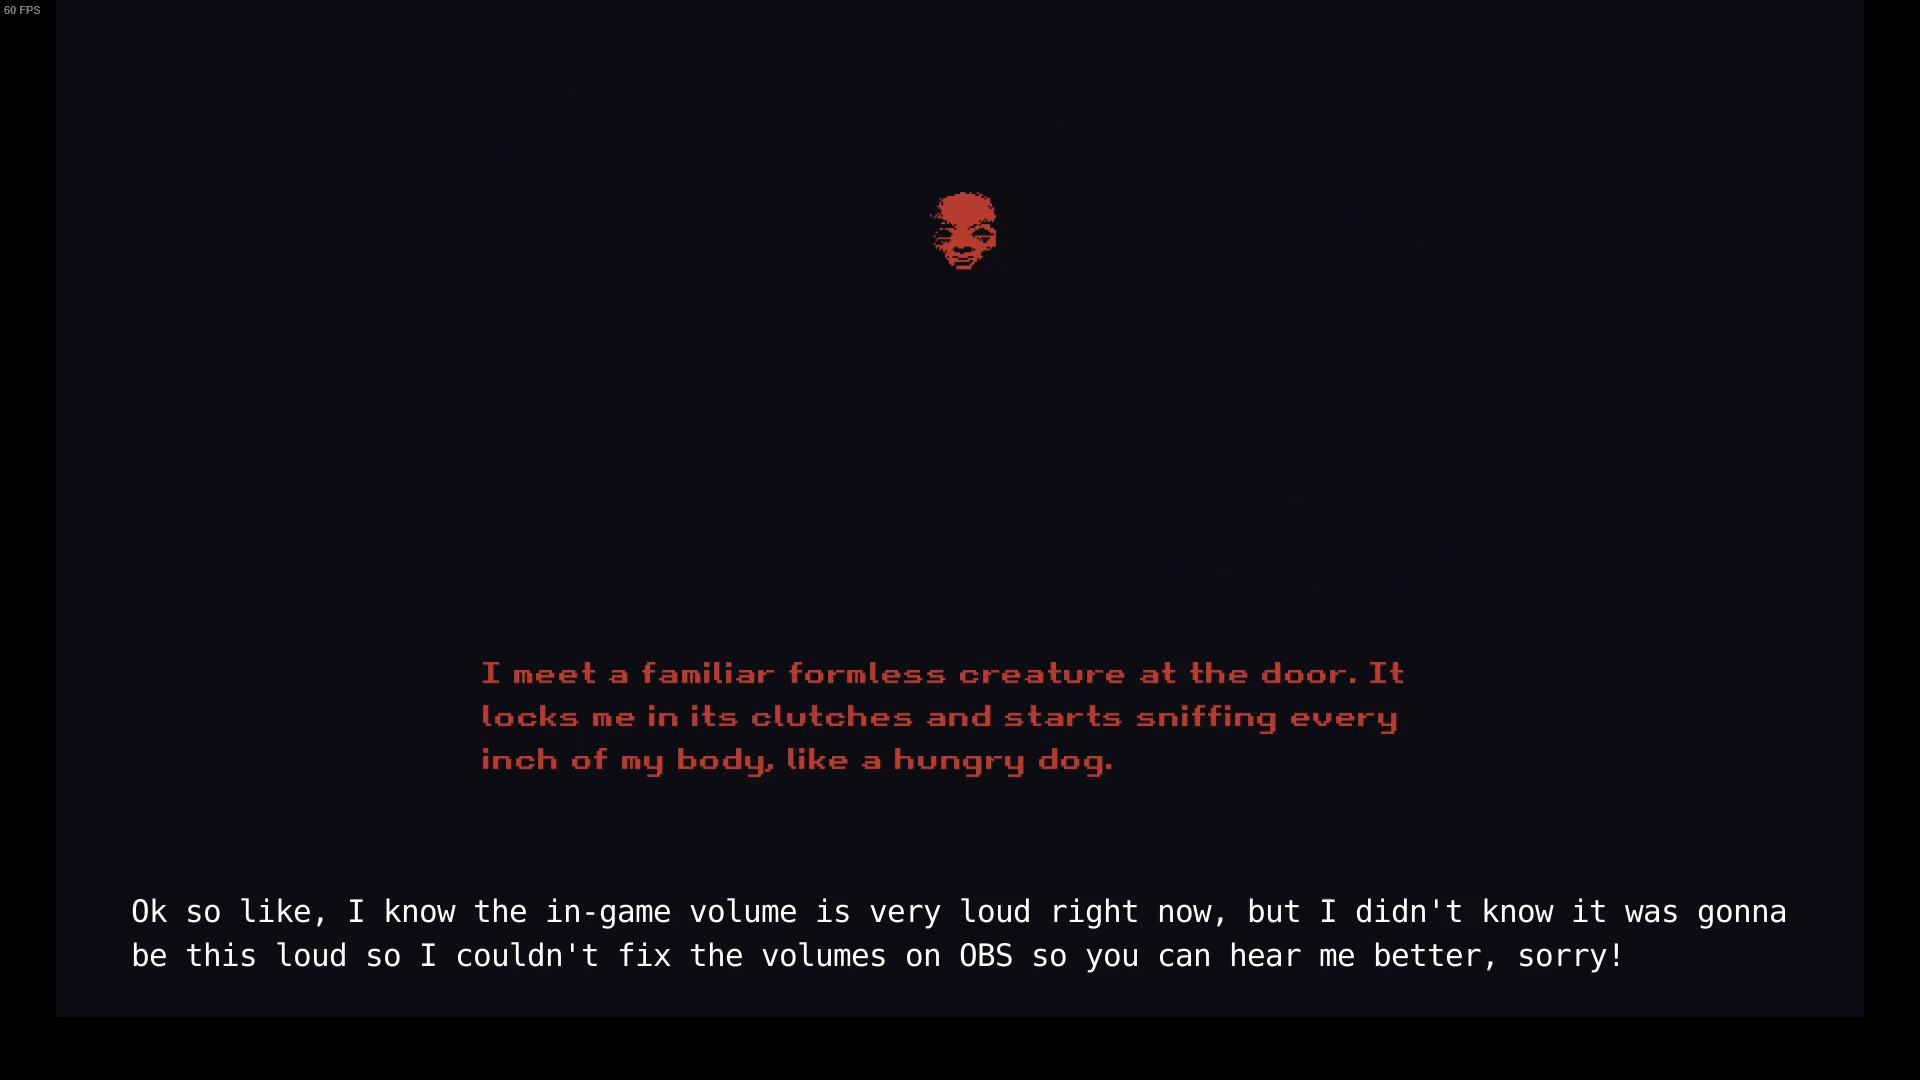 60 FPS
I meet a familiar formless creature at the door. It
locks me in its clutches and starts sniffing every
inch of my body, like a hungry dog.
Ok so like, I know the in-game volume is very loud right now, but I didn't know it was gonna
be this loud so I couldn't fix the volumes on OBS so you can hear me better, sorry!